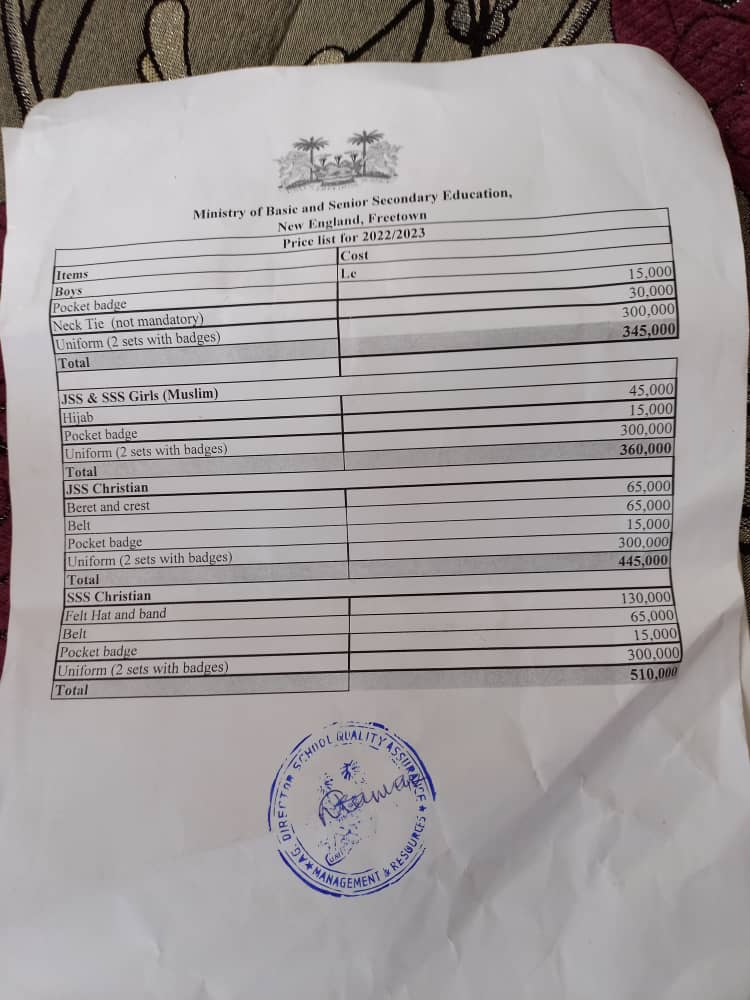 Ministry of Basic and Senior Secondary Education,
New England, Freetown
Price list for 2022/2023
Items Cost
Boys Le
Pocket badge 15,000
Neck Tie (not mandatory) 30,000
Uniform (2 sets with badges) 300,000
Total 345,000
JSS & SSS Girls (Muslim)
Hijab 45,000
Pocket badge 15,000
Uniform (2 sets with badges) 300,000
Total 360,000
JSS Christian
Beret and crest 65,000
Belt 65,000
Pocket badge 15,000
Uniform (2 sets with badges) 300,000
Total 445,000
SSS Christian
Felt Hat and band 130,000
Belt 65,000
Pocket badge 15,000
Uniform (2 sets with badges) 300,000
Total 510,000
AG. DIRECTOR SCHOOL QUALITY ASSURANCE
MANAGEMENT & RESOURCES